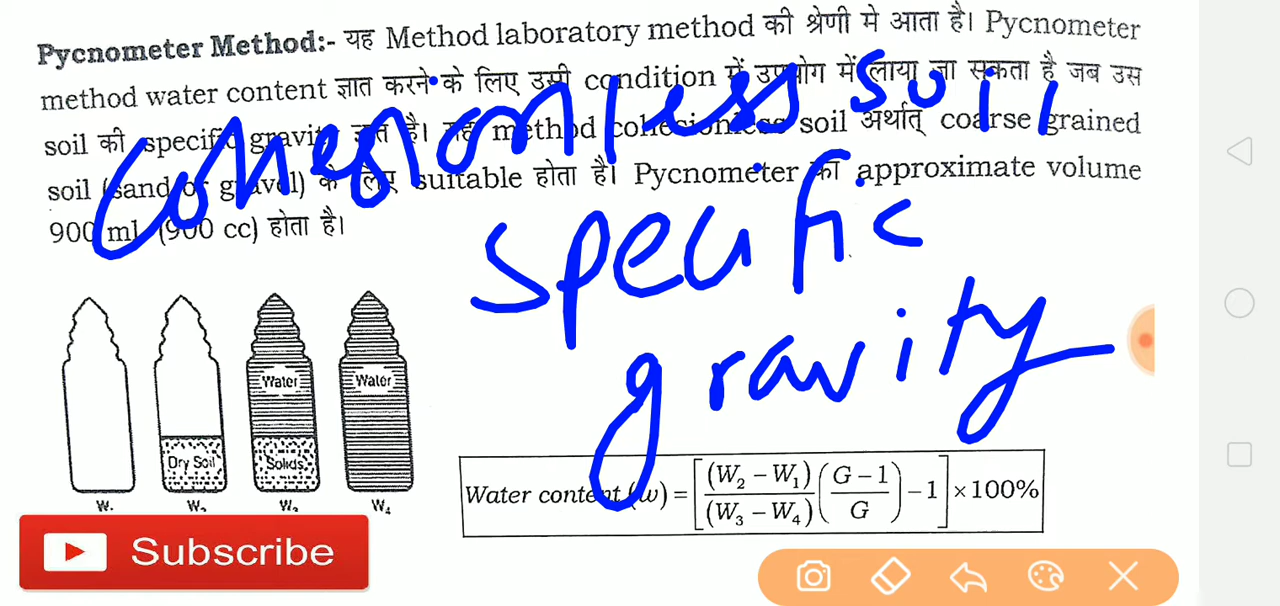 Pycnometer Method:- यह Method laboratory method की श्रेणी मे आता है। Pycnometer
method water content ज्ञात करने के लिए उसी condition में उपयोग में लाया जा सकता है जब उस
soil की specific gravity ज्ञात है। यह method cohesionless soil अर्थात् coarse grained
soil (sand or gravel) के लिए suitable होता है। Pycnometer का approximate volume
900 ml (900 cc) होता है।
cohesionless soil
specific
gravity
Water
Water
Dry Soil
Solids
W₁ W₂ W₃ W₄
Water content (w) = [(W₂ − W₁)/(W₃ − W₄) ((G − 1)/G) − 1] × 100%
Subscribe